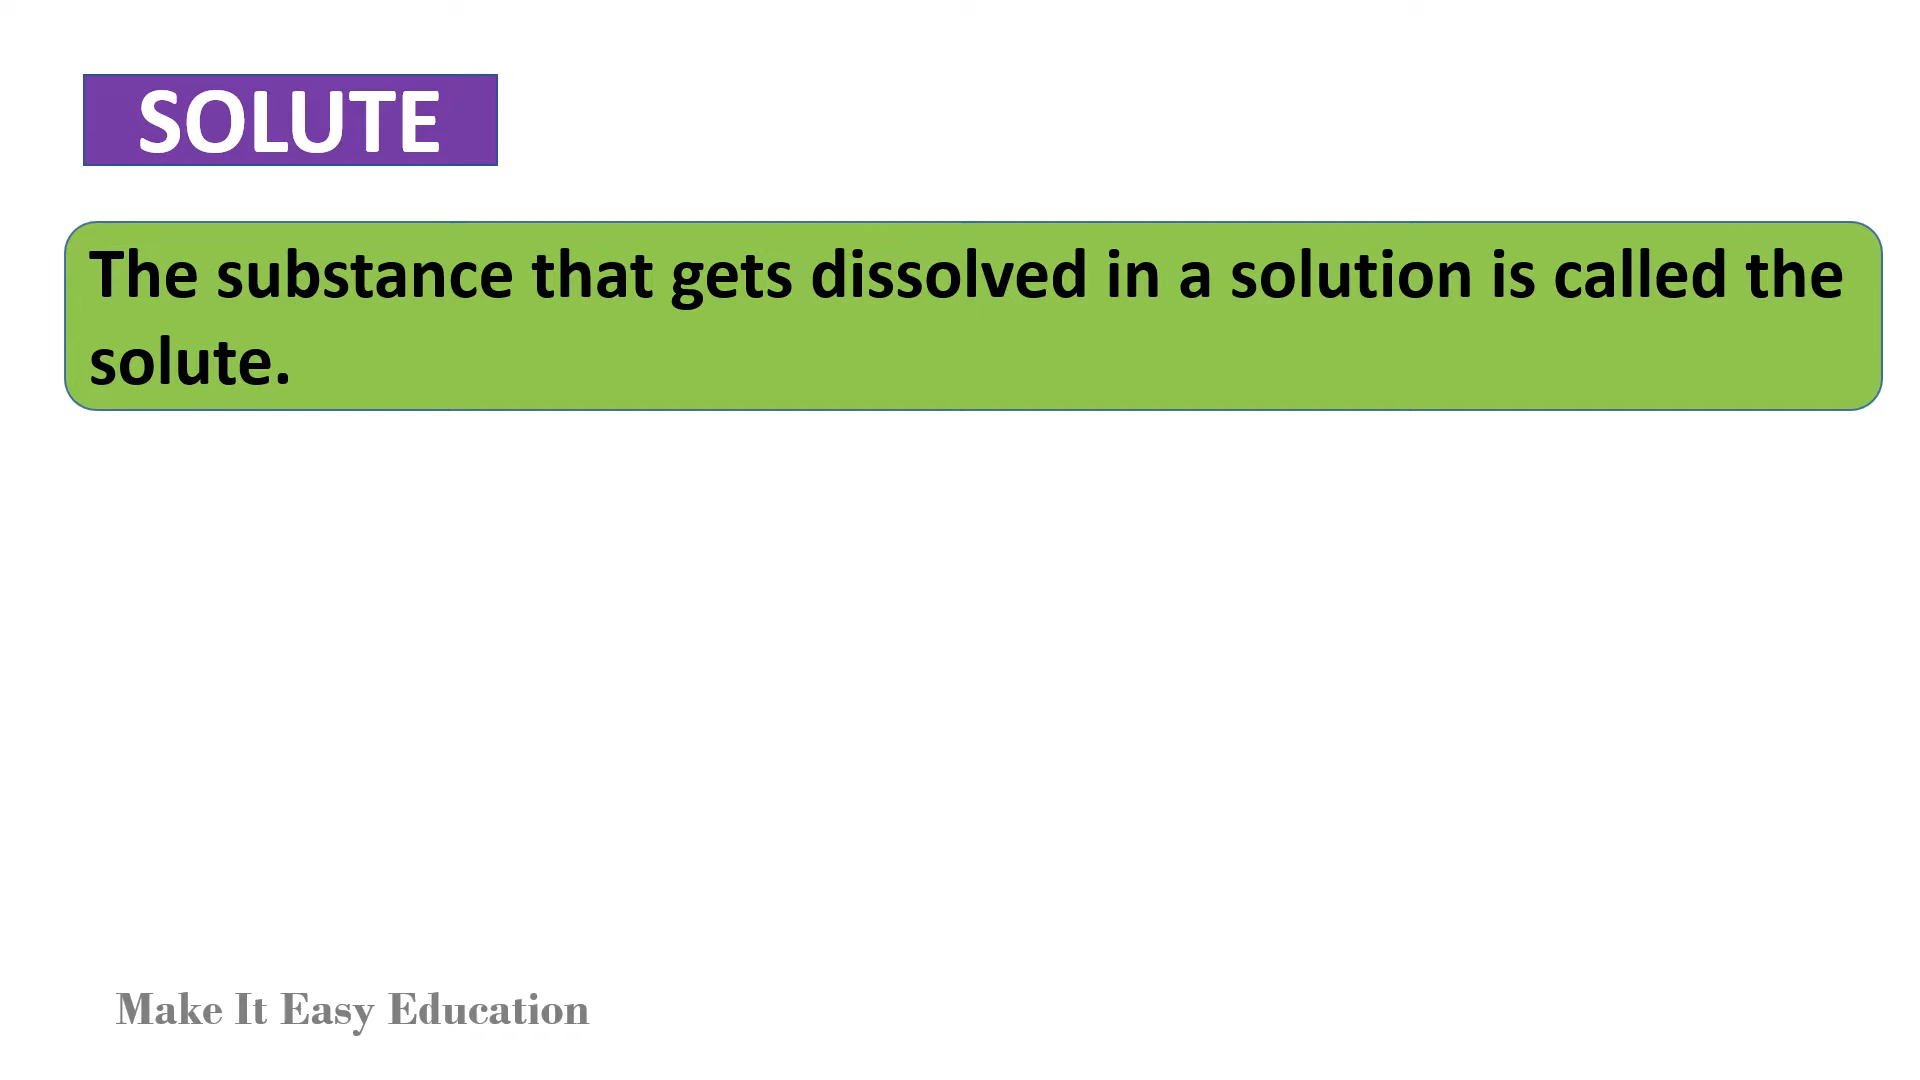 SOLUTE
The substance that gets dissolved in a solution is called the
solute.
Make It Easy Education